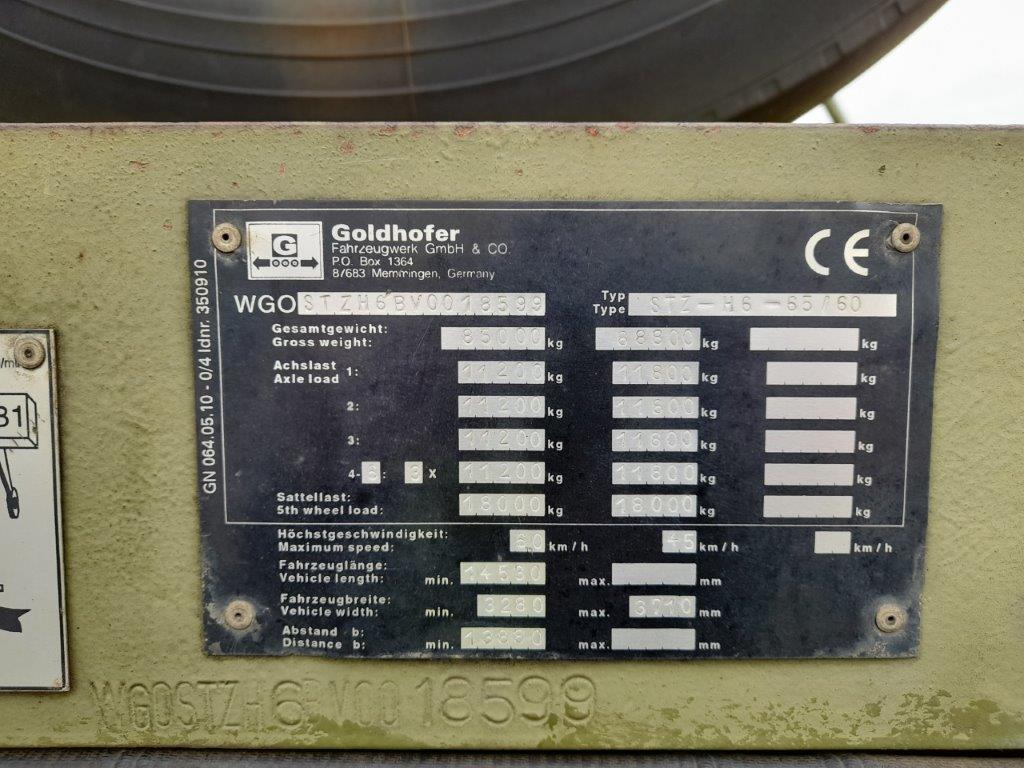 G
Goldhofer
Fahrzeugwerk GmbH & CO.
P.O. Box 1364
87683 Memmingen, Germany
CE
WGO STZH6BV0018599 Typ Type STZ-H6-65/60
Gesamtgewicht:
Gross weight: 85000 kg 88800 kg kg
Achslast
Axle load 1: 11200 kg 11800 kg kg
2: 11200 kg 11800 kg kg
3: 11200 kg 11800 kg kg
4-6: 3 x 11200 kg 11800 kg kg
Sattellast:
5th wheel load: 18000 kg 18000 kg kg
Höchstgeschwindigkeit:
Maximum speed: 60 km/h 45 km/h km/h
Fahrzeuglänge:
Vehicle length: min. 14530 max. mm
Fahrzeugbreite:
Vehicle width: min. 3280 max. 3710 mm
Abstand b:
Distance b: min. 13880 max. mm
GN 064.05.10 - 0/4 Idnr. 350910
31
WGOSTZH6BV0018599